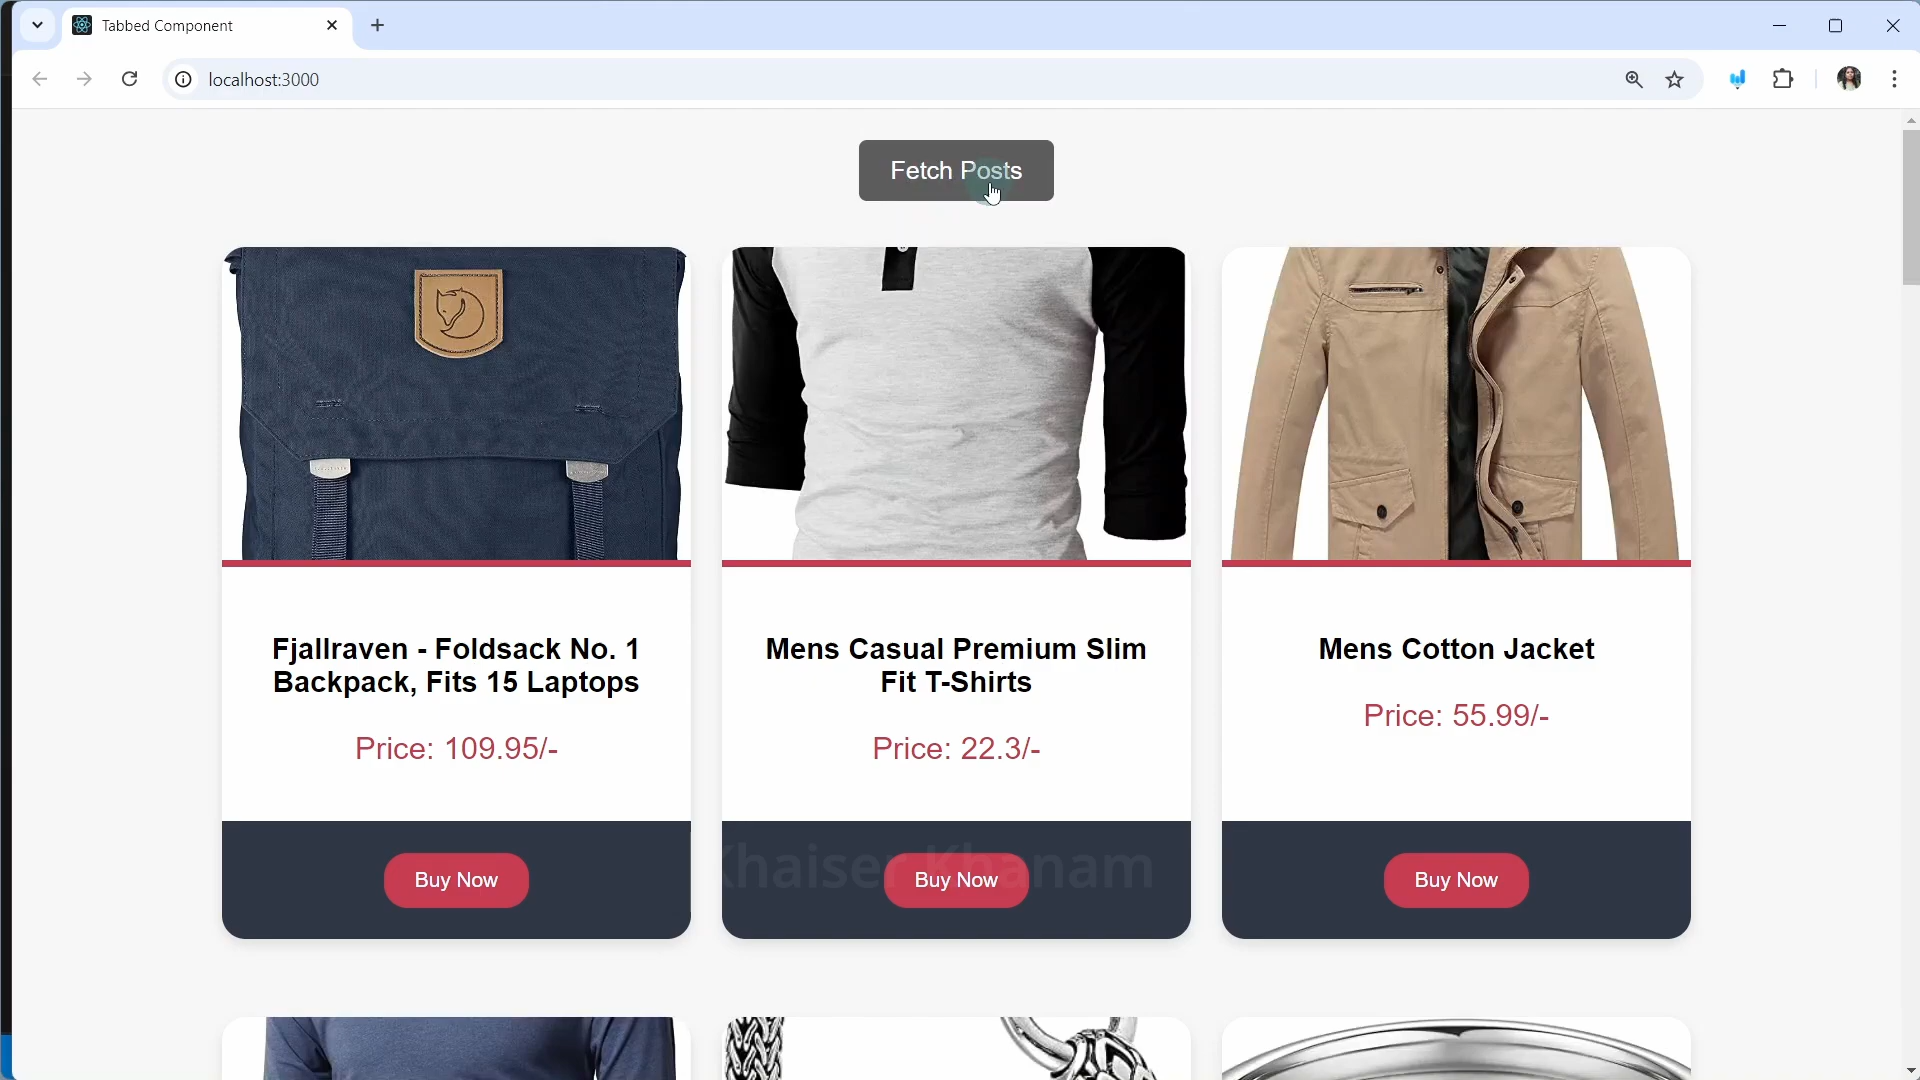 Tabbed Component
localhost:3000
Fetch Posts
Fjallraven - Foldsack No. 1
Backpack, Fits 15 Laptops
Price: 109.95/-
Buy Now
Mens Casual Premium Slim
Fit T-Shirts
Price: 22.3/-
Khaiser Khanam
Buy Now
Mens Cotton Jacket
Price: 55.99/-
Buy Now